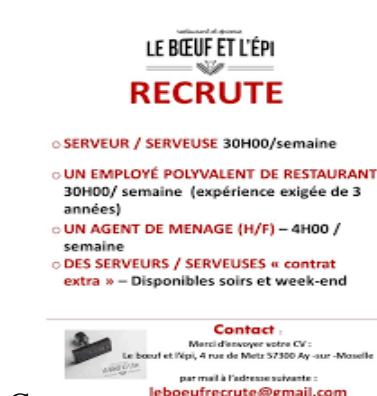 restaurant et épicerie
LE BŒUF ET L'ÉPI
RECRUTE
○ SERVEUR / SERVEUSE 30H00/semaine
○ UN EMPLOYÉ POLYVALENT DE RESTAURANT
30H00/ semaine (expérience exigée de 3
années)
○ UN AGENT DE MENAGE (H/F) – 4H00 /
semaine
○ DES SERVEURS / SERVEUSES « contrat
extra » – Disponibles soirs et week-end
Contact :
Merci d'envoyer votre CV :
Le bœuf et l'épi, 4 rue de Metz 57300 Ay -sur -Moselle
par mail à l'adresse suivante :
leboeufrecrute@gmail.com